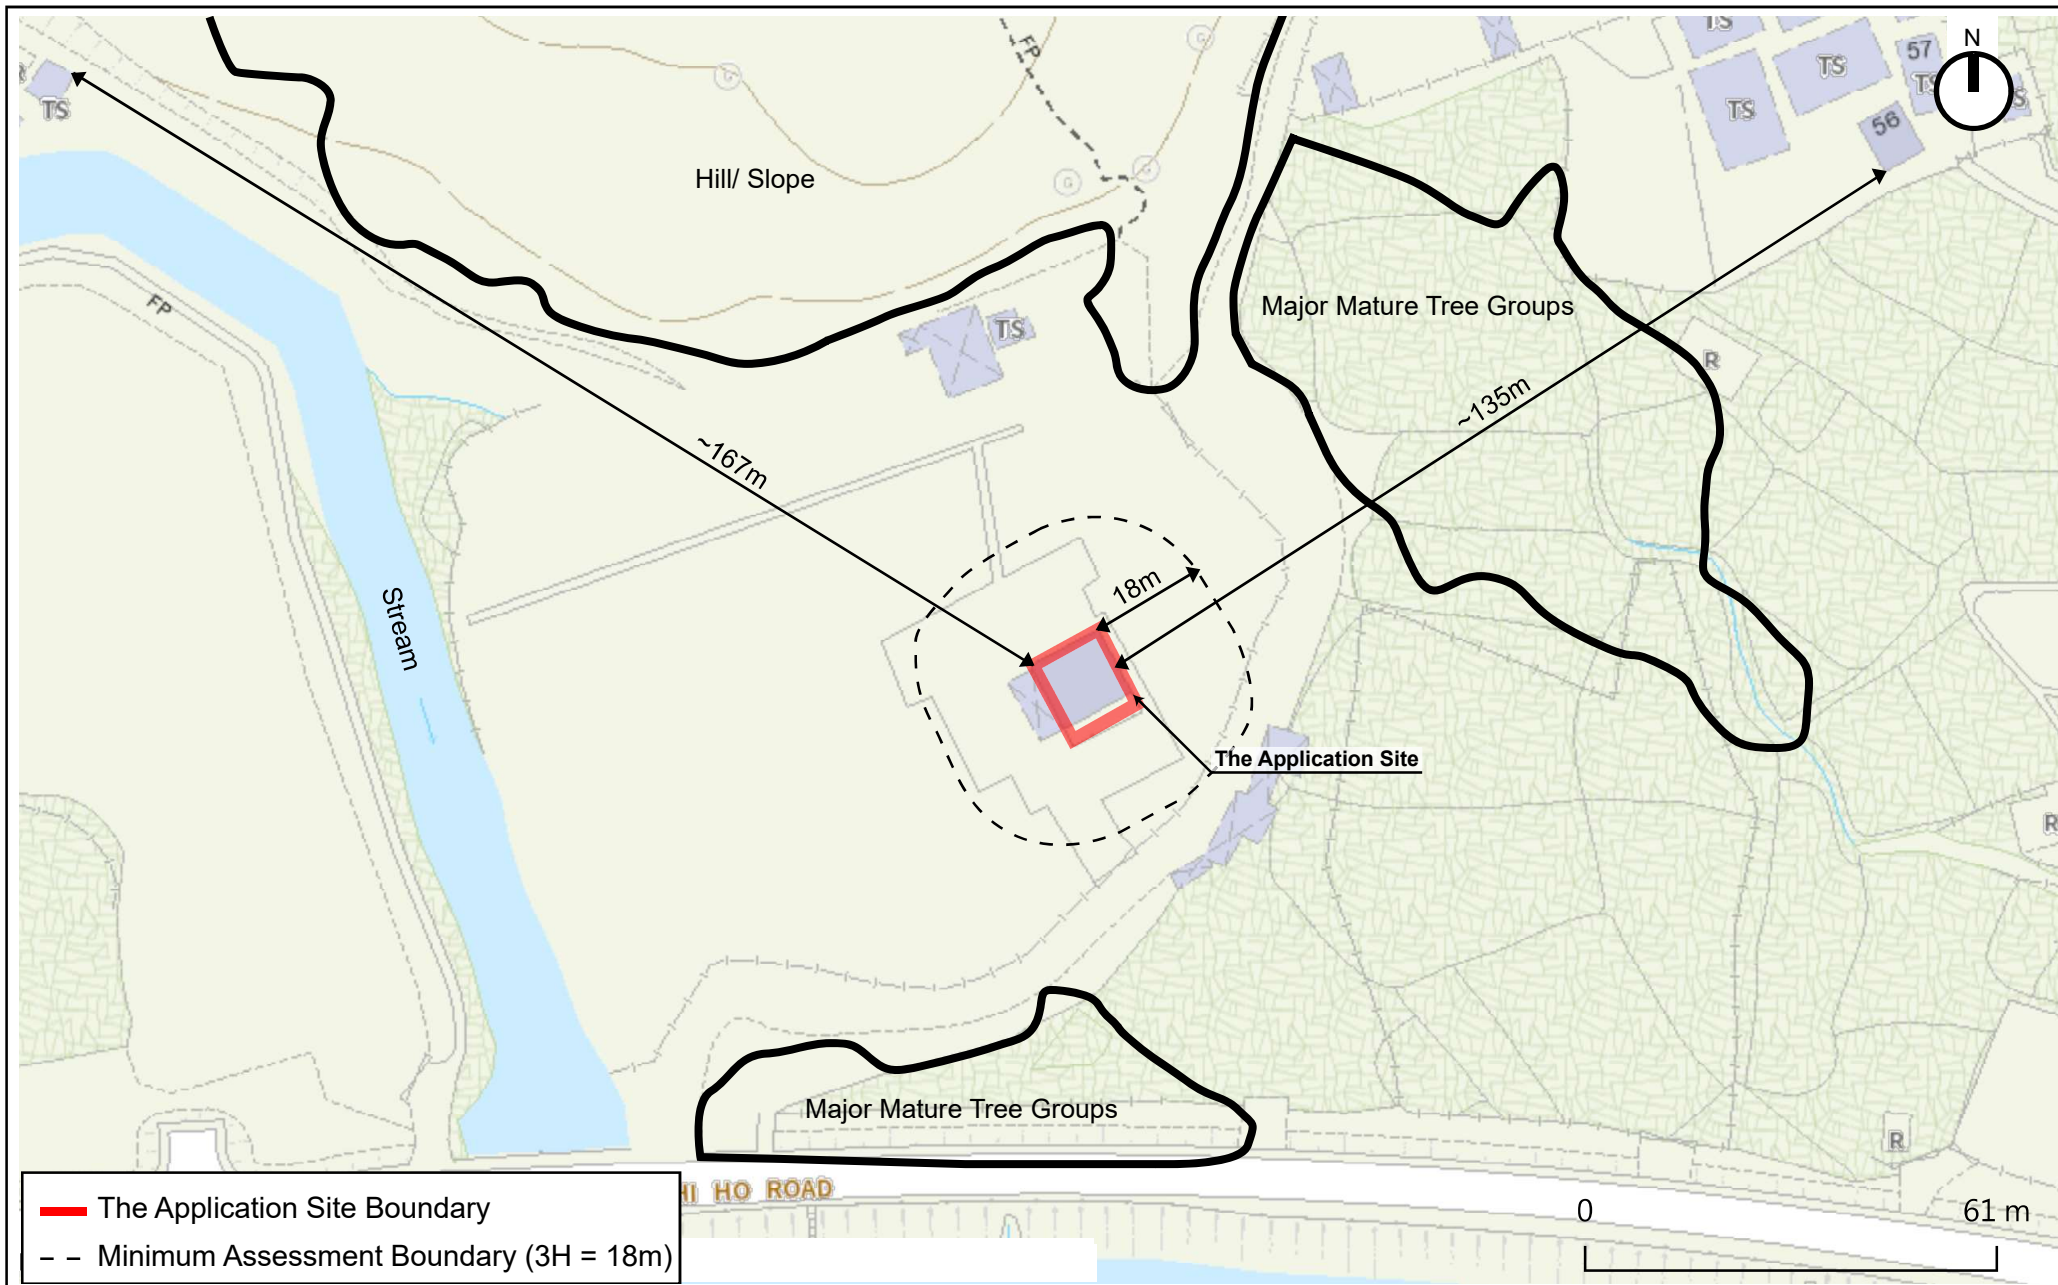 TS
57
N
TS
TS
TS
56
TS
FP
G
G
G
G
Hill/ Slope
FP
Major Mature Tree Groups
TS
R
~135m
~167m
18m
Stream
The Application Site
R
Major Mature Tree Groups
R
HI HO ROAD
The Application Site Boundary
Minimum Assessment Boundary (3H = 18m)
0
61 m